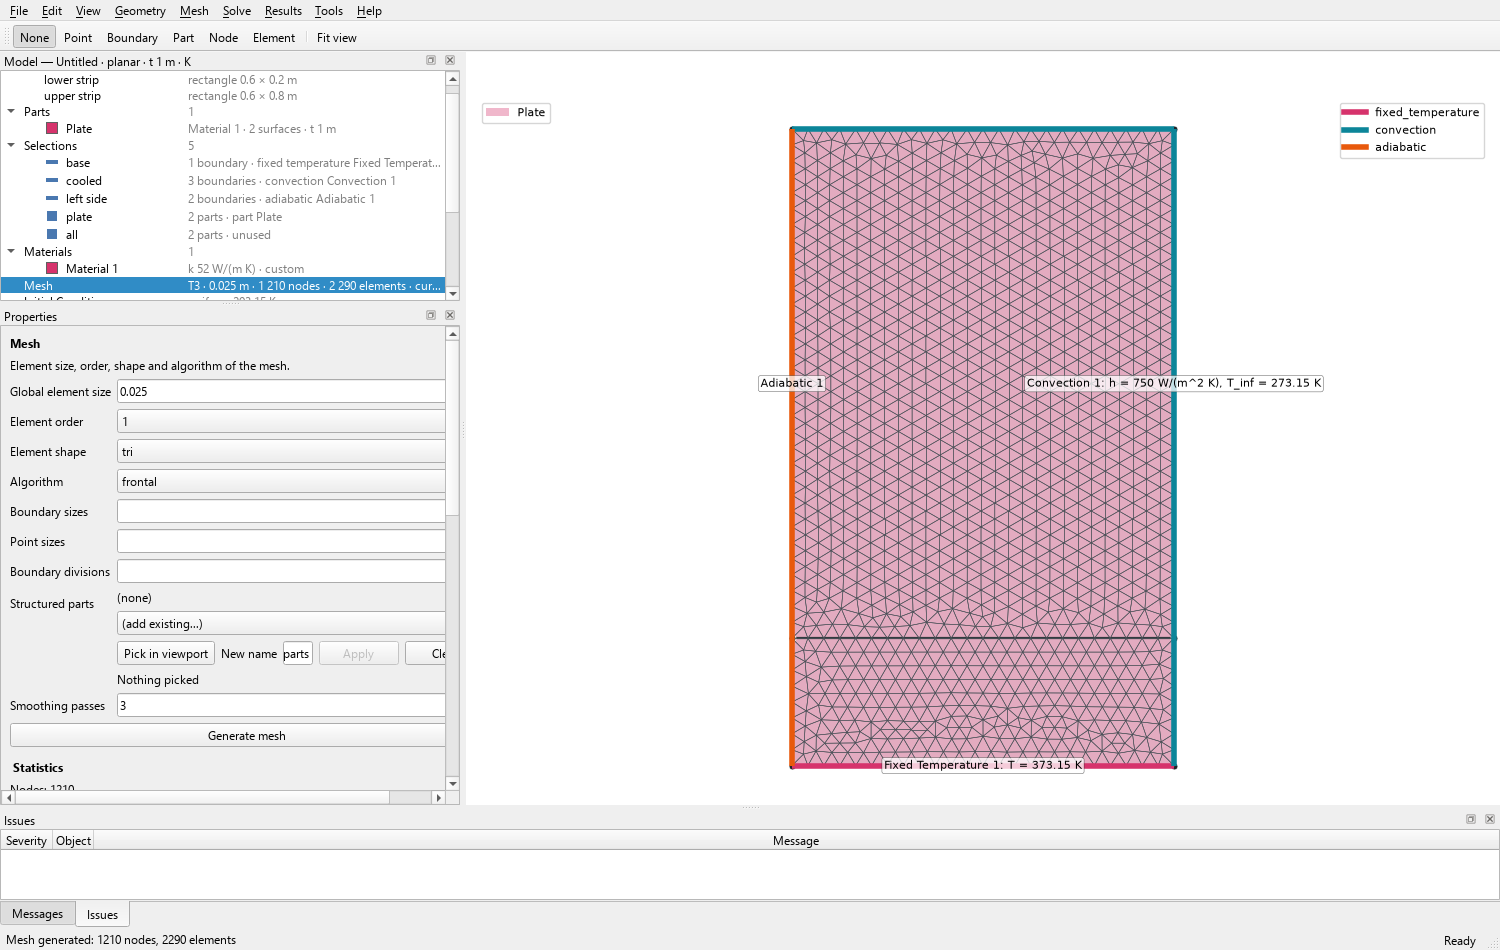 File Edit View Geometry Mesh Solve Results Tools Help
None Point Boundary Part Node Element Fit view
Model — Untitled · planar · t 1 m · K
lower strip rectangle 0.6 × 0.2 m
upper strip rectangle 0.6 × 0.8 m
Parts 1
Plate Material 1 · 2 surfaces · t 1 m
Selections 5
base 1 boundary · fixed temperature Fixed Temperat...
cooled 3 boundaries · convection Convection 1
left side 2 boundaries · adiabatic Adiabatic 1
plate 2 parts · part Plate
all 2 parts · unused
Materials 1
Material 1 k 52 W/(m K) · custom
Mesh T3 · 0.025 m · 1 210 nodes · 2 290 elements · cur...
Properties
Mesh
Element size, order, shape and algorithm of the mesh.
Global element size 0.025
Element order 1
Element shape tri
Algorithm frontal
Boundary sizes
Point sizes
Boundary divisions
Structured parts (none)
(add existing...)
Pick in viewport New name parts Apply Cle
Nothing picked
Smoothing passes 3
Generate mesh
Statistics
Nodes: 1210
Plate
fixed_temperature
convection
adiabatic
Adiabatic 1
Convection 1: h = 750 W/(m^2 K), T_inf = 273.15 K
Fixed Temperature 1: T = 373.15 K
Issues
Severity Object Message
Messages Issues
Mesh generated: 1210 nodes, 2290 elements Ready